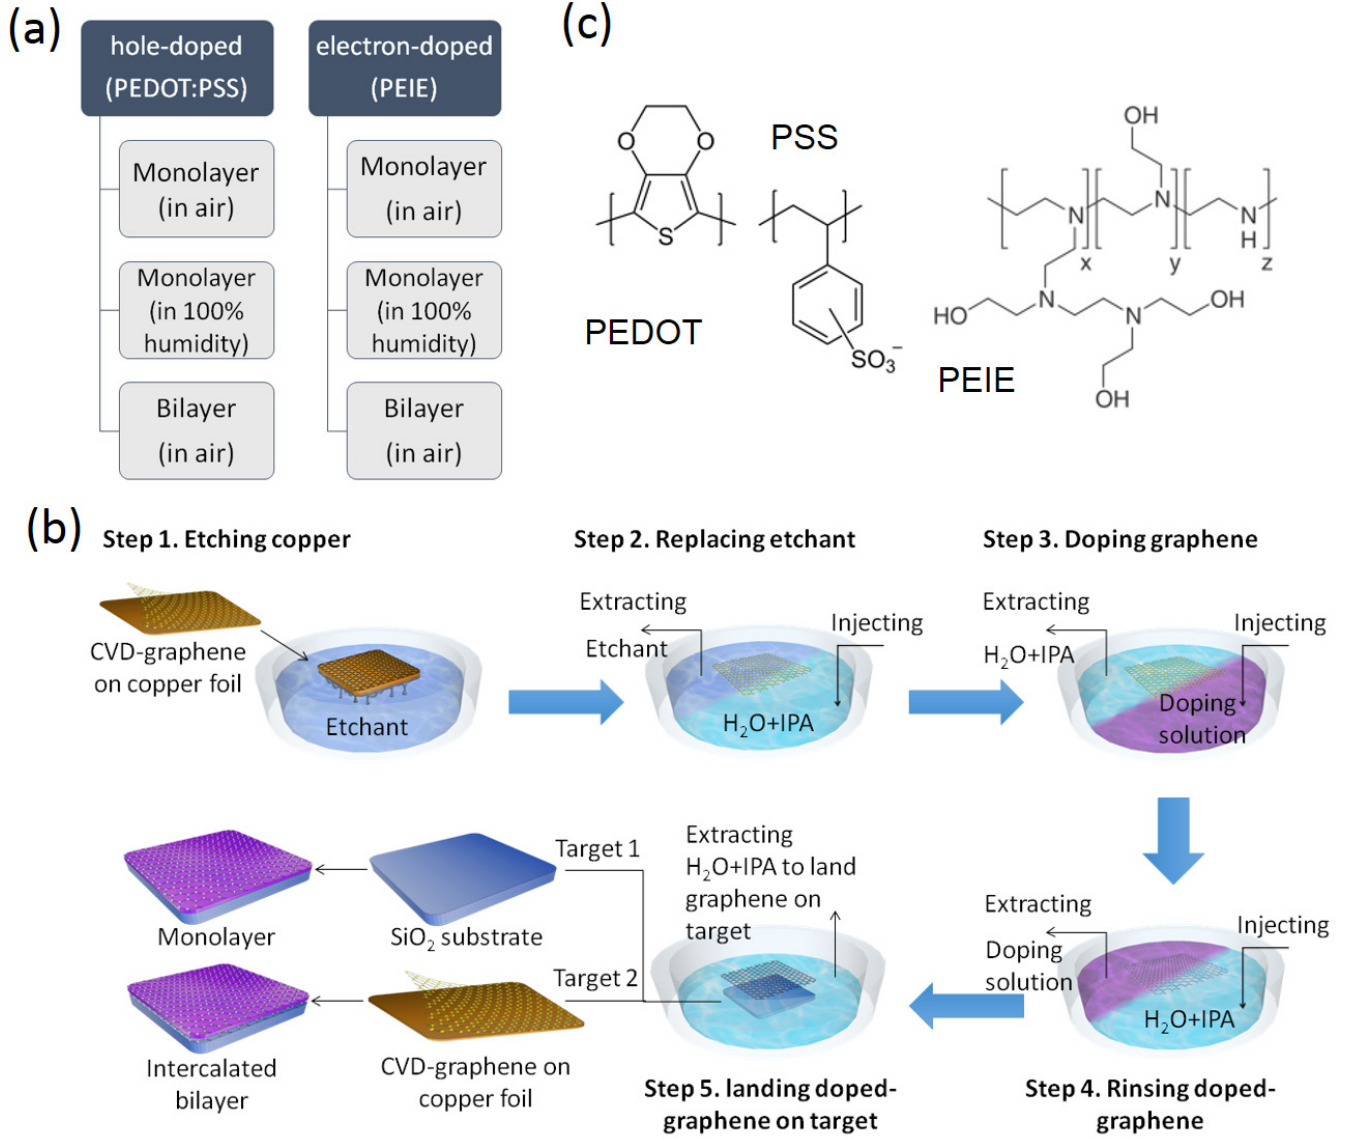 (a)
hole-doped
(PEDOT:PSS)
Monolayer
(in air)
Monolayer
(in 100%
humidity)
Bilayer
(in air)
electron-doped
(PEIE)
Monolayer
(in air)
Monolayer
(in 100%
humidity)
Bilayer
(in air)
(c)
O
O
S
PEDOT
PSS
SO₃⁻
OH
N
N
N
H
x
y
z
HO
N
N
OH
OH
PEIE
(b)
Step 1. Etching copper
CVD-graphene
on copper foil
Etchant
Step 2. Replacing etchant
Extracting
Etchant
Injecting
H₂O+IPA
Step 3. Doping graphene
Extracting
H₂O+IPA
Injecting
Doping
solution
Extracting
Doping
solution
Injecting
H₂O+IPA
Step 4. Rinsing doped-
graphene
Extracting
H₂O+IPA to land
graphene on
target
Step 5. landing doped-
graphene on target
Target 1
SiO₂ substrate
Monolayer
Target 2
CVD-graphene on
copper foil
Intercalated
bilayer